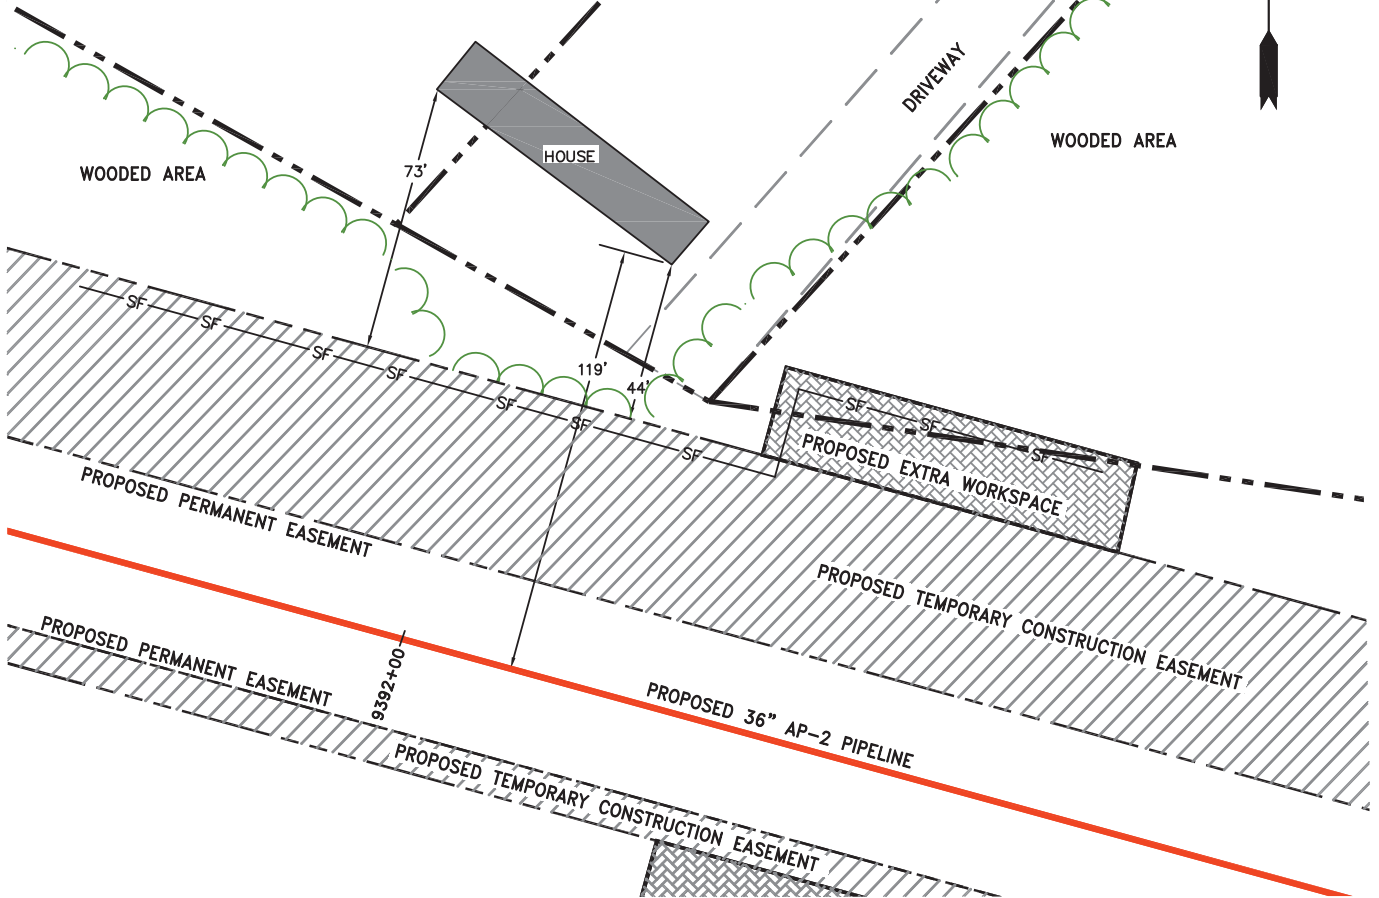 DRIVEWAY
WOODED AREA
HOUSE
WOODED AREA
73'
SF
SF
SF
SF
SF
SF
SF
119'
44'
SF
SF
SF
PROPOSED EXTRA WORKSPACE
PROPOSED PERMANENT EASEMENT
PROPOSED TEMPORARY CONSTRUCTION EASEMENT
PROPOSED PERMANENT EASEMENT
9392+00
PROPOSED 36" AP-2 PIPELINE
PROPOSED TEMPORARY CONSTRUCTION EASEMENT